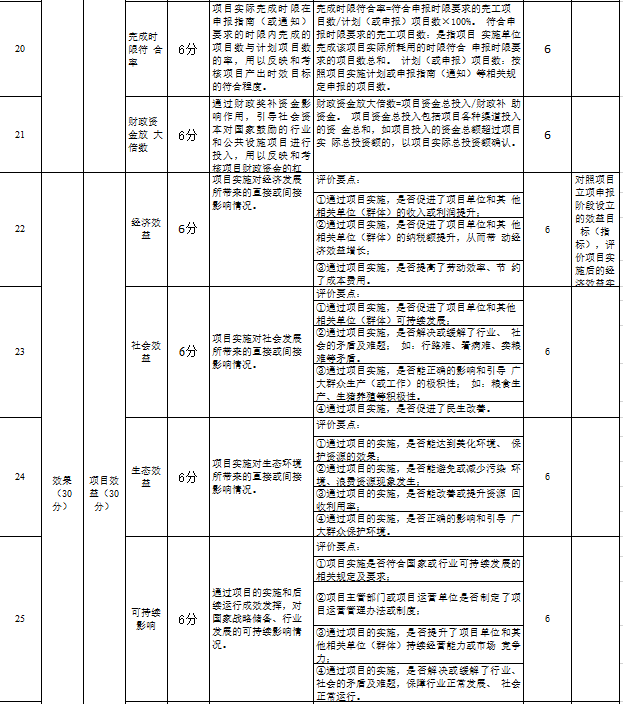 20
完成时
限符 合
率
6分
项目实际完成时限在
申报指南（或通知）
要求的时限内完成的
项目数与计划项目数
的率，用以反映和考
核项目产出时效目标
的符合程度。
完成时限符合率=符合申报时限要求的完工项
目数/计划（或申报）项目数×100%。 符合申
报时限要求的完工项目数：是指项目 实施单位
完成该项目实际所耗用的时限符合 申报时限要
求的项目数总和。 计划（或申报）项目数：按
照项目实施计划或申报指南（通知）等相关规
定申报的项目数。
6
21
财政资
金放 大
倍数
6分
通过财政奖补资金影
响作用，引导社会资
本对国家鼓励的行业
和公共设施项目进行
投入，用以反映和考
核项目财政资金的杠
财政资金放大倍数=项目资金总投入/财政补 助
资金。 项目资金总投入包括项目各种渠道投入
的资 金总和，如项目投入的资金总额超过项目
实 际总投资额的，以项目实际总投资额确认。
6
22
经济效
益
6分
项目实施对经济发展
所带来的直接或间接
影响情况。
评价要点：
①通过项目实施，是否促进了项目单位和其 他
相关单位（群体）的收入或利润提升；
②通过项目实施，是否促进了项目单位和其 他
相关单位（群体）的纳税额提升，从而带 动经
济效益增长；
③通过项目实施，是否提高了劳动效率、节 约
了成本费用。
6
对照项目
立项申报
阶段设立
的效益目
标（指
标），评
价项目实
施后的经
济效益实
23
社会效
益
6分
项目实施对社会发展
所带来的直接或间接
影响情况。
评价要点：
①通过项目实施，是否促进了项目单位和其他
相关单位（群体）可持续发展；
②通过项目实施，是否解决或缓解了行业、 社
会的矛盾及难题； 如：行路难、看病难、卖粮
难等矛盾。
③通过项目实施，是否能正确的影响和引导 广
大群众生产（或工作）的积极性； 如：粮食生
产、生猪养殖等积极性。
④通过项目实施，是否促进了民生改善。
6
效果
（30
分）
项目效
益（30
分）
24
生态效
益
6分
项目实施对生态环境
所带来的直接或间接
影响情况。
评价要点：
①通过项目的实施，是否能达到美化环境、 保
护资源的效果；
②通过项目的实施，是否能避免或减少污染 环
境、浪费资源现象发生；
③通过项目的实施，是否能改善或提升资源 回
收利用率；
④通过项目的实施，是否正确的影响和引导 广
大群众保护环境。
6
25
可持续
影响
6分
通过项目的实施和后
续运行成效发挥，对
国家战略储备、行业
发展的可持续影响情
况。
评价要点：
①项目实施是否符合国家或行业可持续发展的
相关规定及要求；
②项目主管部门或项目运营单位是否制定了项
目运营管理办法或制度；
③通过项目的实施，是否提升了项目单位和其
他相关单位（群体）持续经营能力或市场 竞争
力；
④通过项目的实施，是否解决或缓解了行业、
社会的矛盾及难题，保障行业正常发展、 社会
正常运行。
6